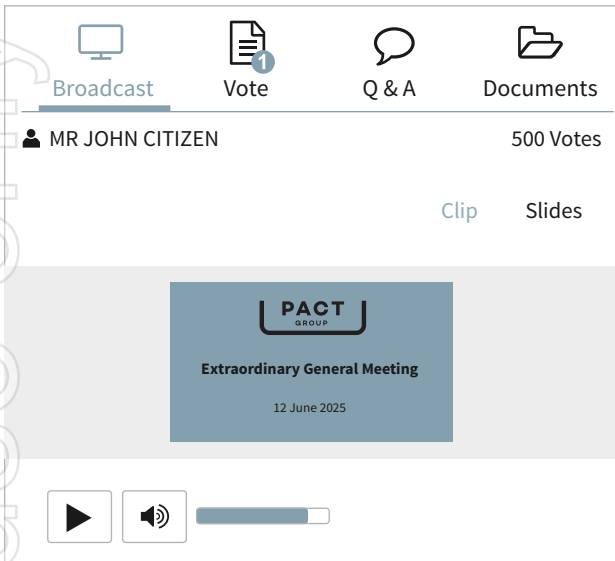 1
Broadcast Vote Q & A Documents
MR JOHN CITIZEN 500 Votes
Clip Slides
PACT
GROUP
Extraordinary General Meeting
12 June 2025